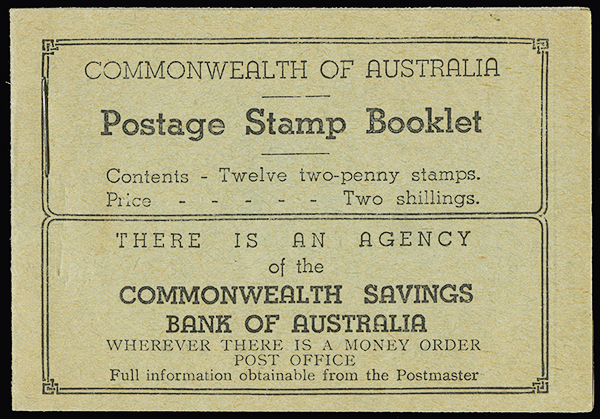 COMMONWEALTH OF AUSTRALIA
Postage Stamp Booklet
Contents - Twelve two-penny stamps.
Price - - - - - Two shillings.
THERE IS AN AGENCY
of the
COMMONWEALTH SAVINGS
BANK OF AUSTRALIA
WHEREVER THERE IS A MONEY ORDER
POST OFFICE
Full information obtainable from the Postmaster